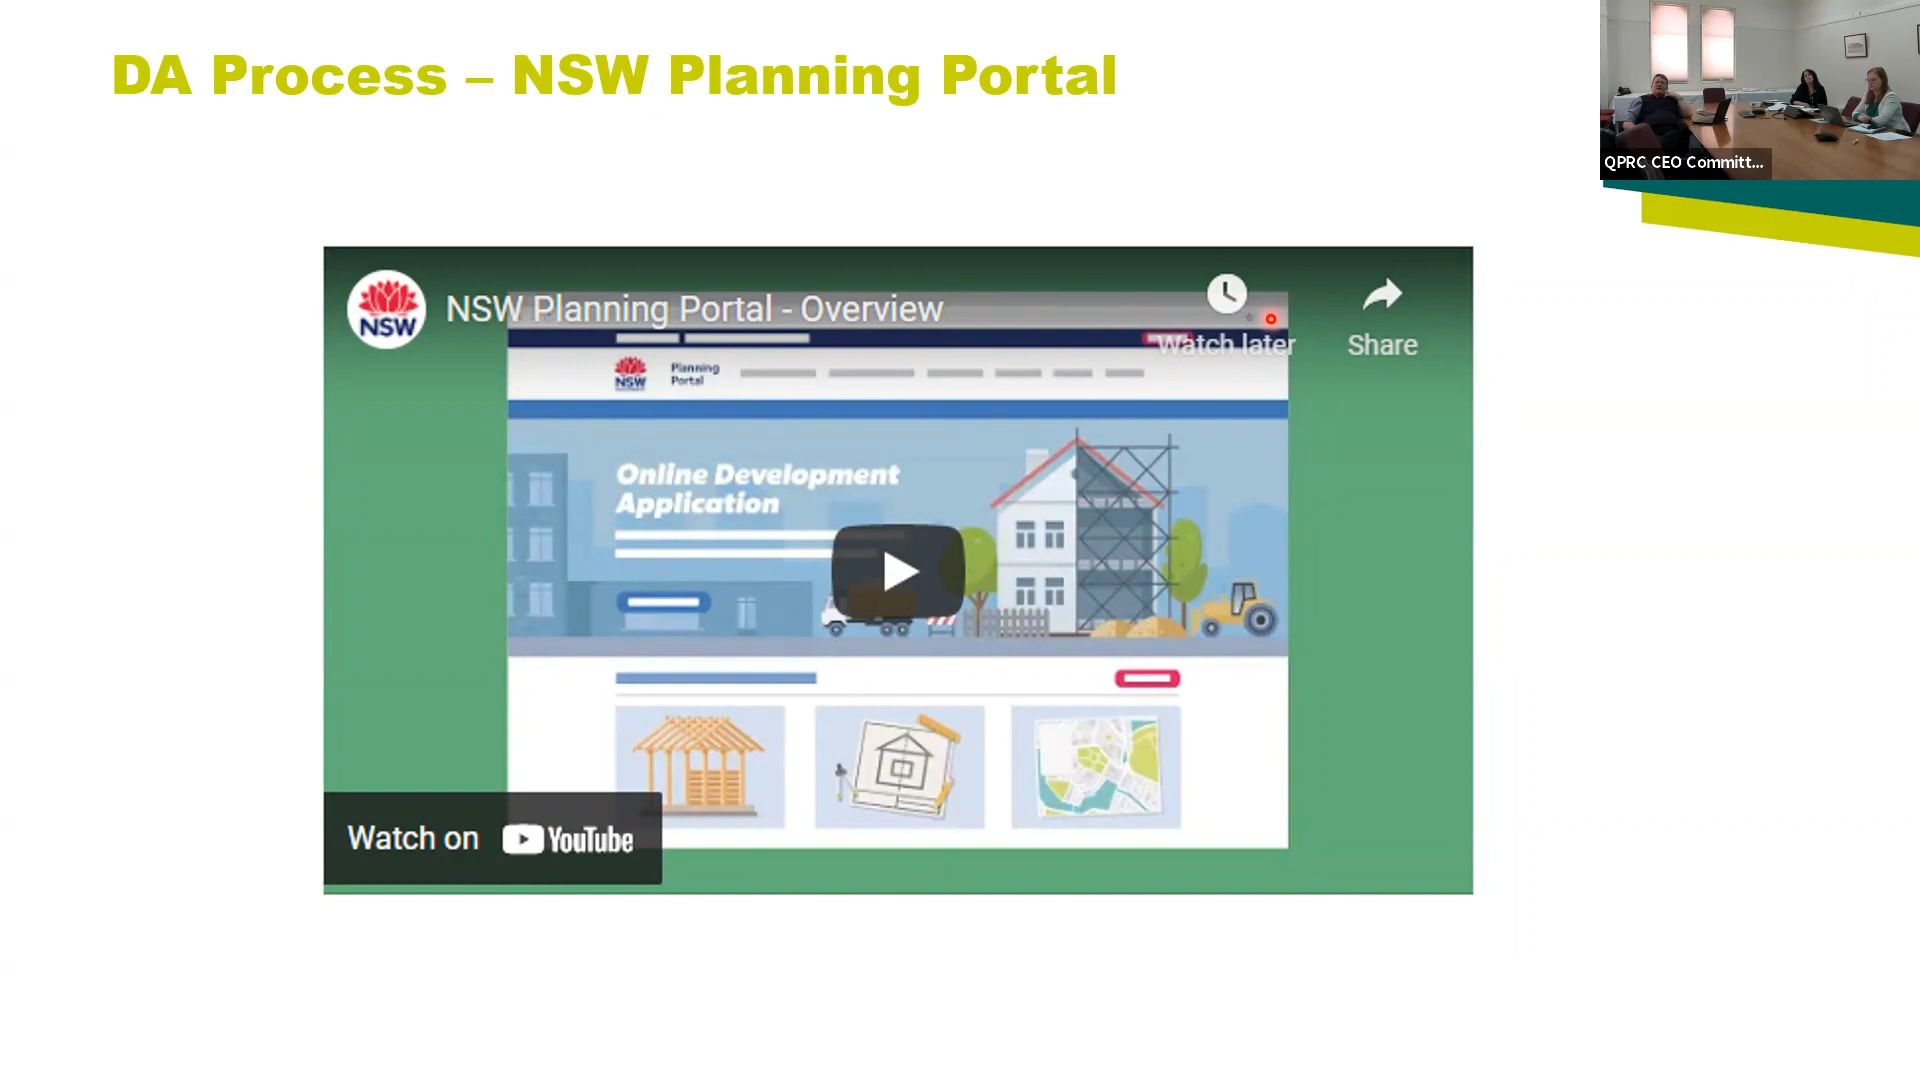 DA Process – NSW Planning Portal
QPRC CEO Committ...
NSW
NSW Planning Portal - Overview
Watch later
Share
NSW
Planning
Portal
Online Development
Application
Watch on YouTube